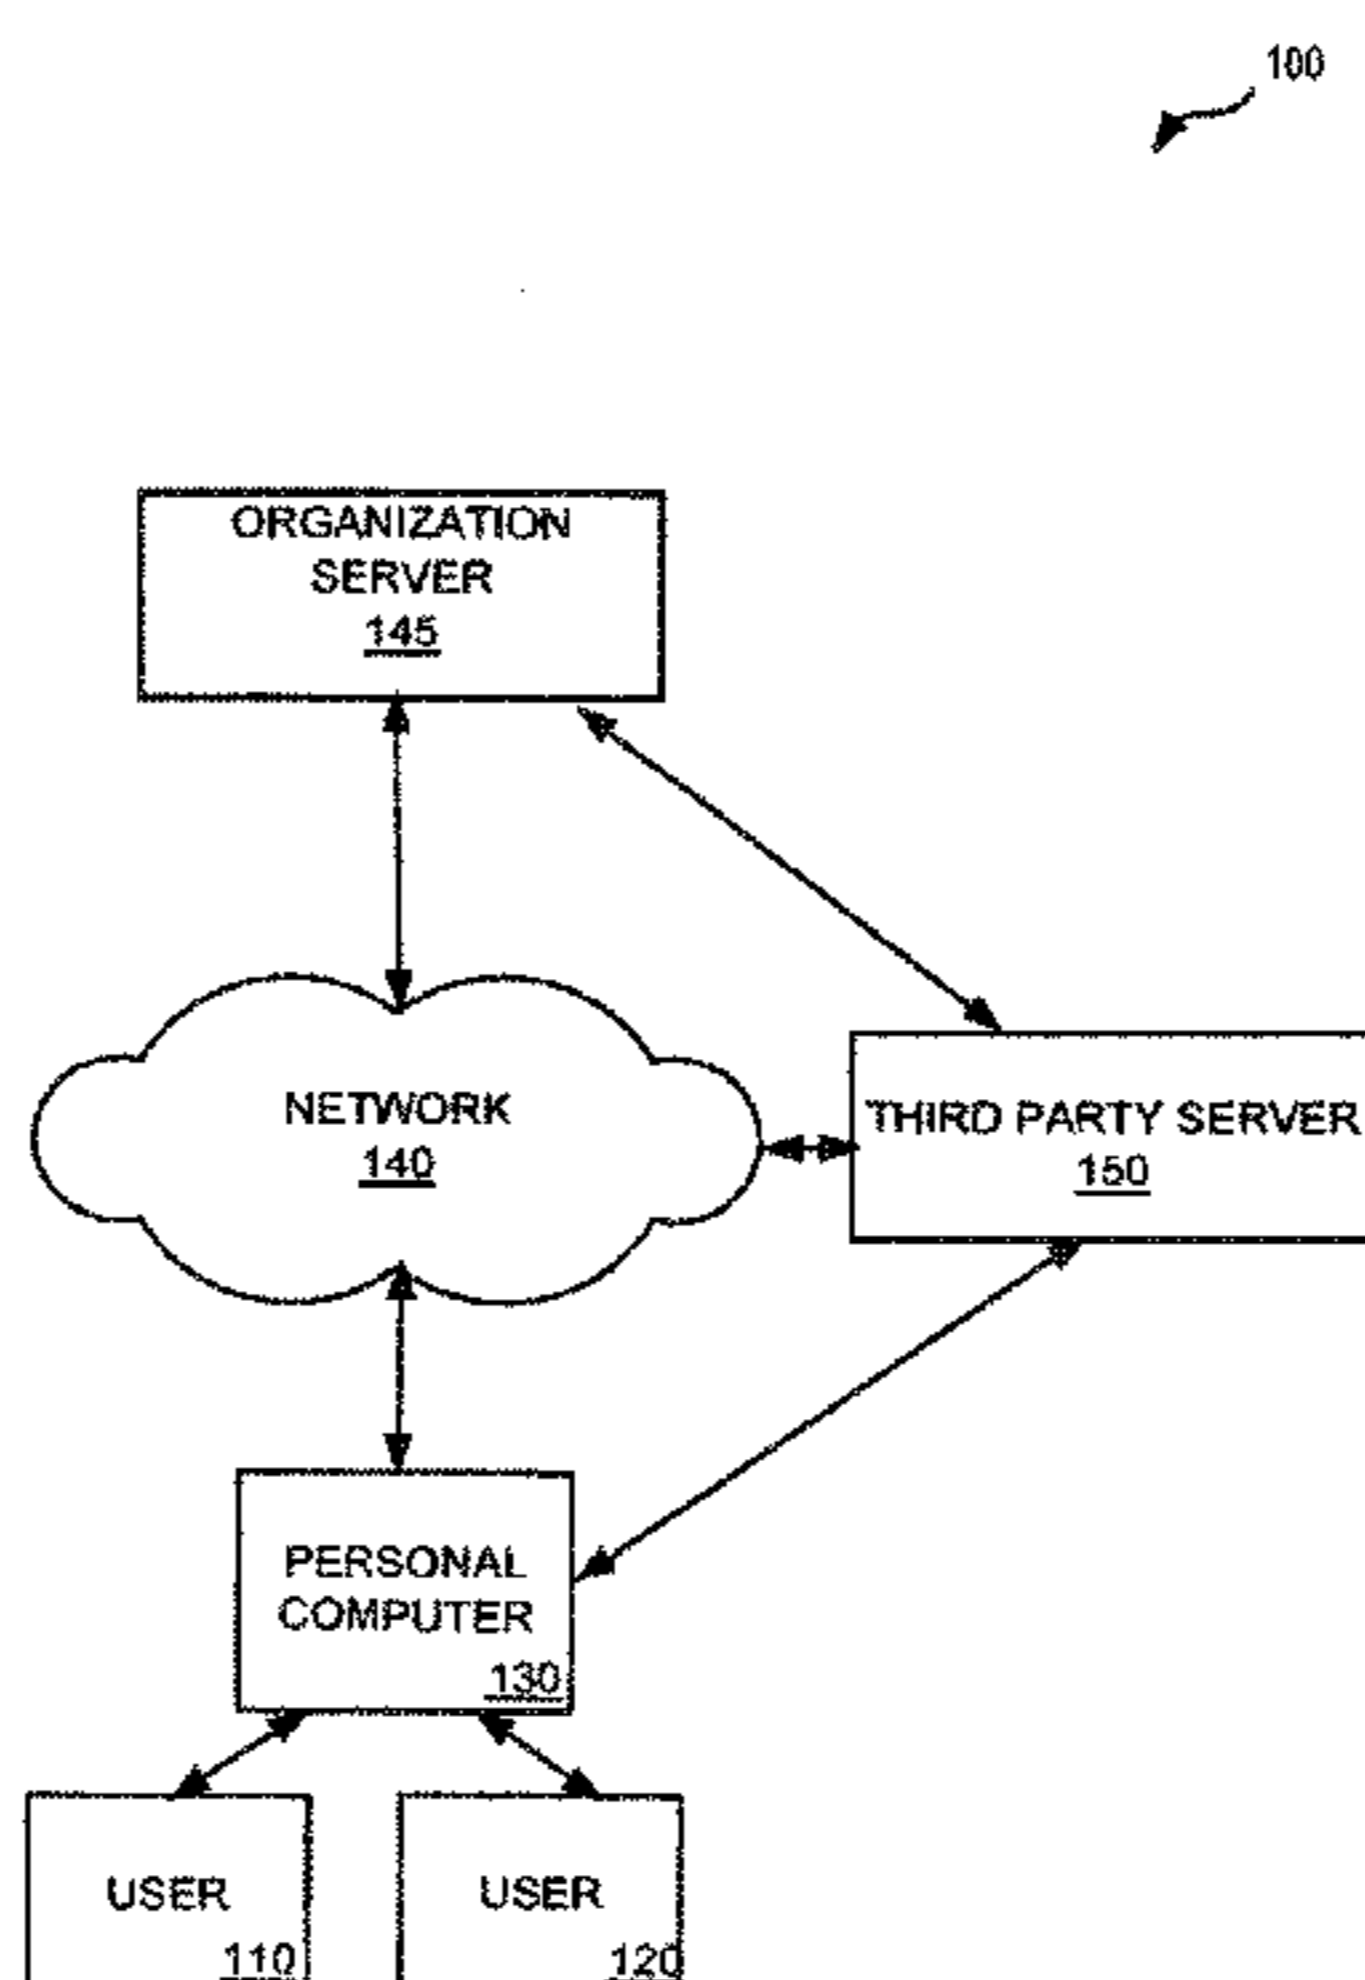 100
ORGANIZATION
SERVER
145
NETWORK
140
THIRD PARTY SERVER
150
PERSONAL
COMPUTER
130
USER
110
USER
120